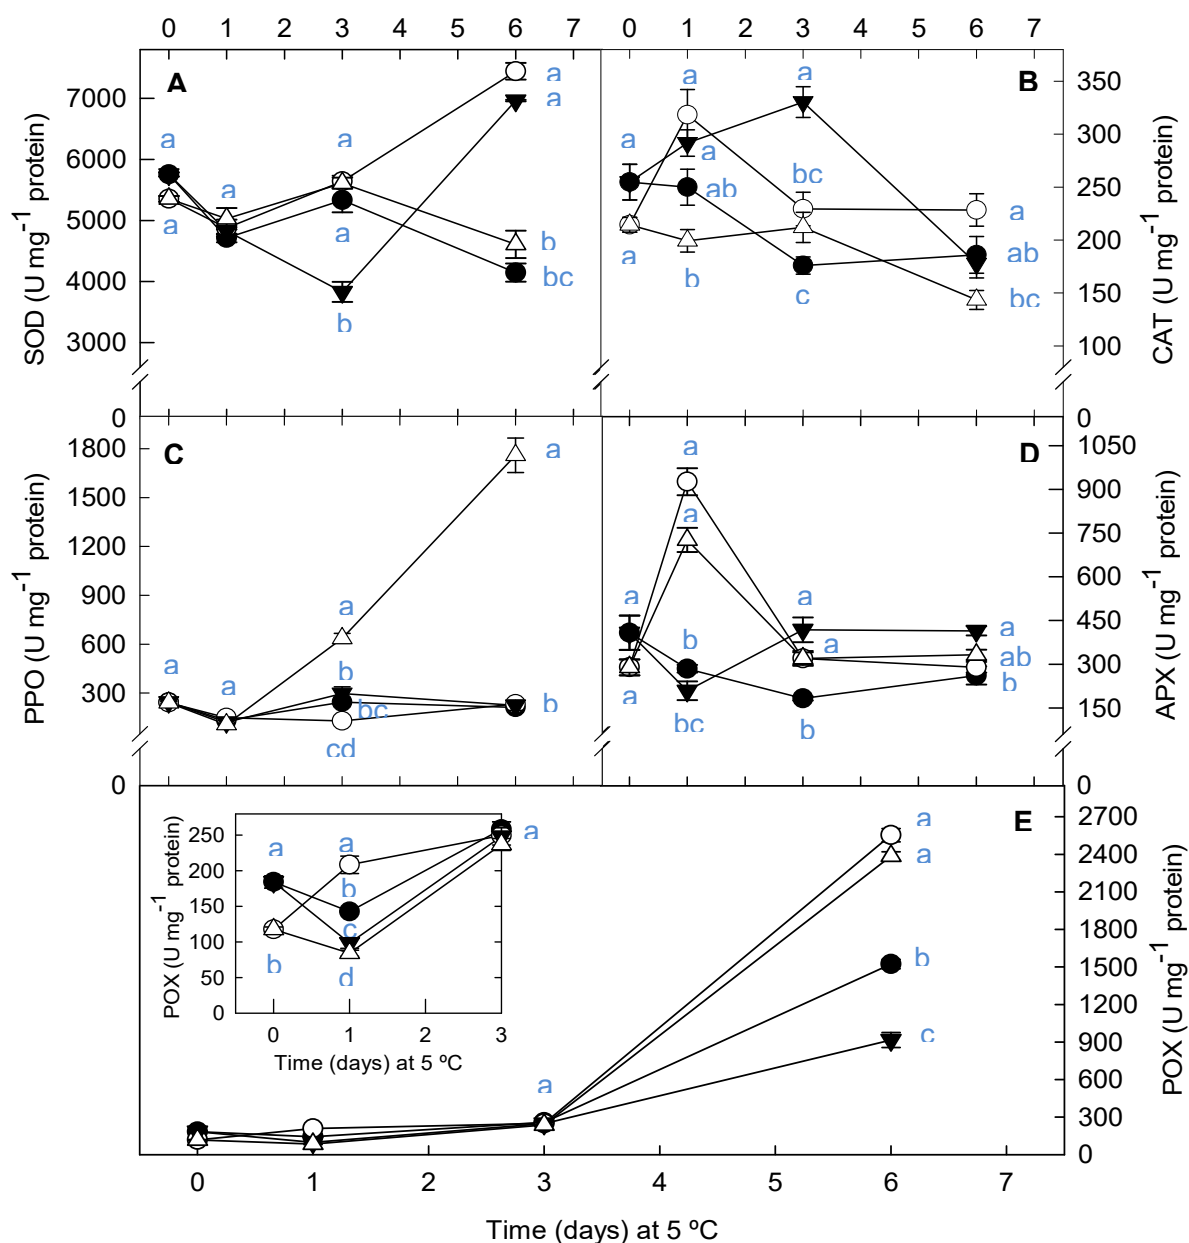 0 1 3 4 5 6 7 0 1 3 4 5 6 7
A
7000
6000
5000
4000
3000
0
SOD (U mg⁻¹ protein)
a
a
a
a
a
a
a
b
b
bc
B
350
300
250
200
150
100
0
CAT (U mg⁻¹ protein)
a
a
a
a
ab
bc
a
b
c
a
ab
bc
C
1800
1500
1200
900
600
300
0
PPO (U mg⁻¹ protein)
a
a
a
a
b
bc
cd
b
D
1050
900
750
600
450
300
150
0
APX (U mg⁻¹ protein)
a
a
a
a
b
a
a
bc
b
a
ab
b
E
2700
2400
2100
1800
1500
1200
900
600
300
0
POX (U mg⁻¹ protein)
a
a
b
c
a
250
200
150
100
50
0
POX (U mg⁻¹ protein)
a
a
b
c
b
d
a
0 1 2 3
Time (days) at 5 ºC
0 1 2 3 4 5 6 7
Time (days) at 5 ºC